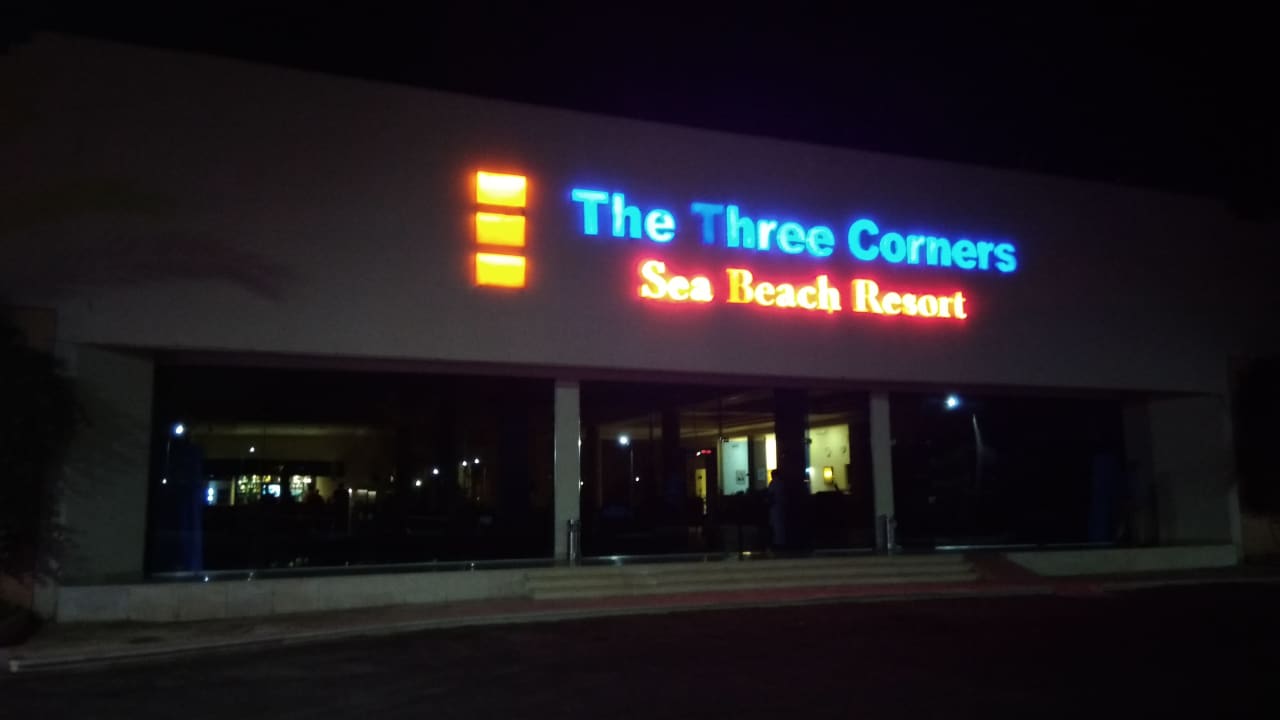 The Three Corners
Sea Beach Resort